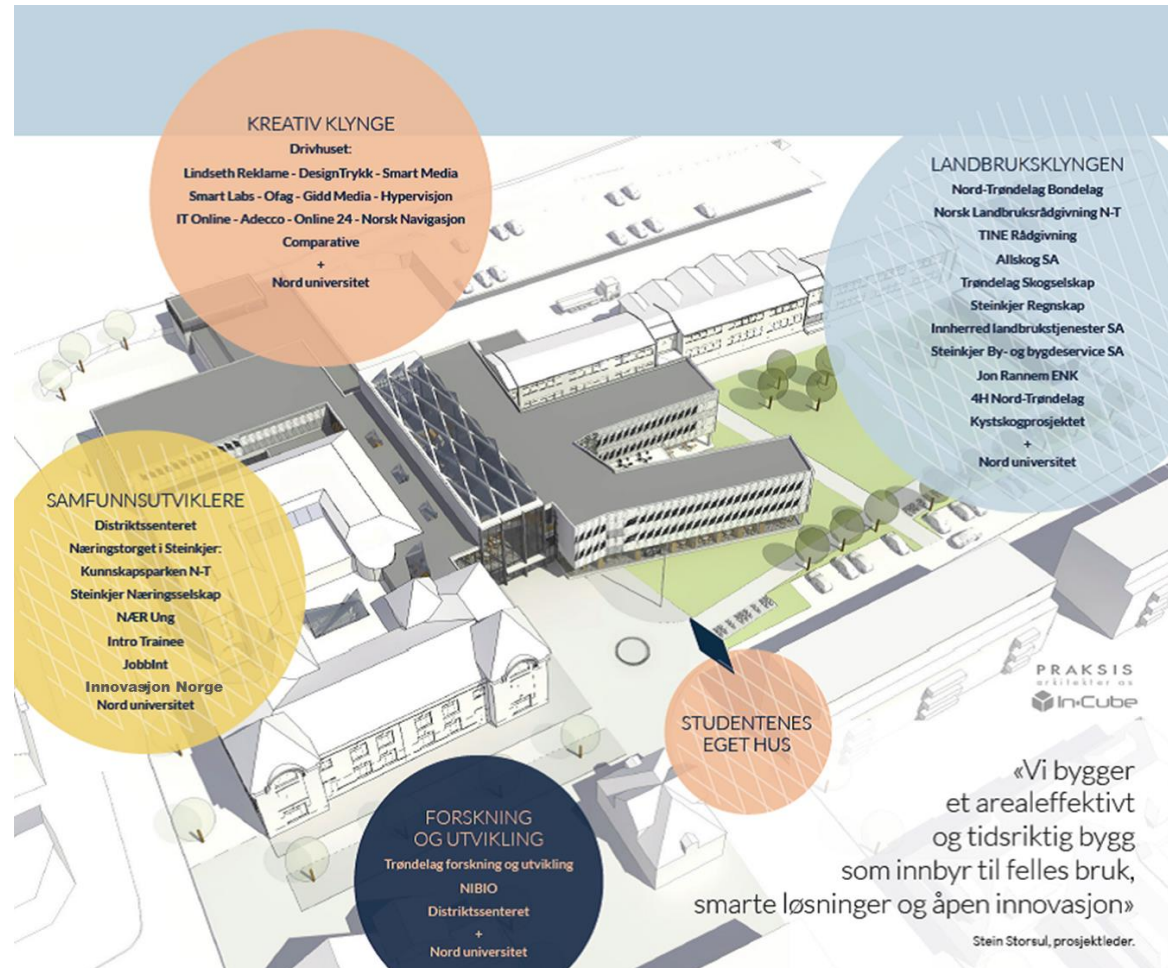 KREATIV KLYNGE
Drivhuset:
Lindseth Reklame - DesignTrykk - Smart Media
Smart Labs - Ofag - Gidd Media - Hypervisjon
IT Online - Adecco - Online 24 - Norsk Navigasjon
Comparative
+
Nord universitet
LANDBRUKSKLYNGEN
Nord-Trøndelag Bondelag
Norsk Landbruksrådgivning N-T
TINE Rådgivning
Allskog SA
Trøndelag Skogselskap
Steinkjer Regnskap
Innherred landbrukstjenester SA
Steinkjer By- og bygdeservice SA
Jon Rannem ENK
4H Nord-Trøndelag
Kystskogprosjektet
+
Nord universitet
SAMFUNNSUTVIKLERE
Distriktssenteret
Næringstorget i Steinkjer:
Kunnskapsparken N-T
Steinkjer Næringsselskap
NÆR Ung
Intro Trainee
JobbInt
Innovasjon Norge
Nord universitet
STUDENTENES
EGET HUS
FORSKNING
OG UTVIKLING
Trøndelag forskning og utvikling
NIBIO
Distriktssenteret
+
Nord universitet
PRAKSIS
arkitekter as
In•Cube
«Vi bygger
et arealeffektivt
og tidsriktig bygg
som innbyr til felles bruk,
smarte løsninger og åpen innovasjon»
Stein Storsul, prosjektleder.